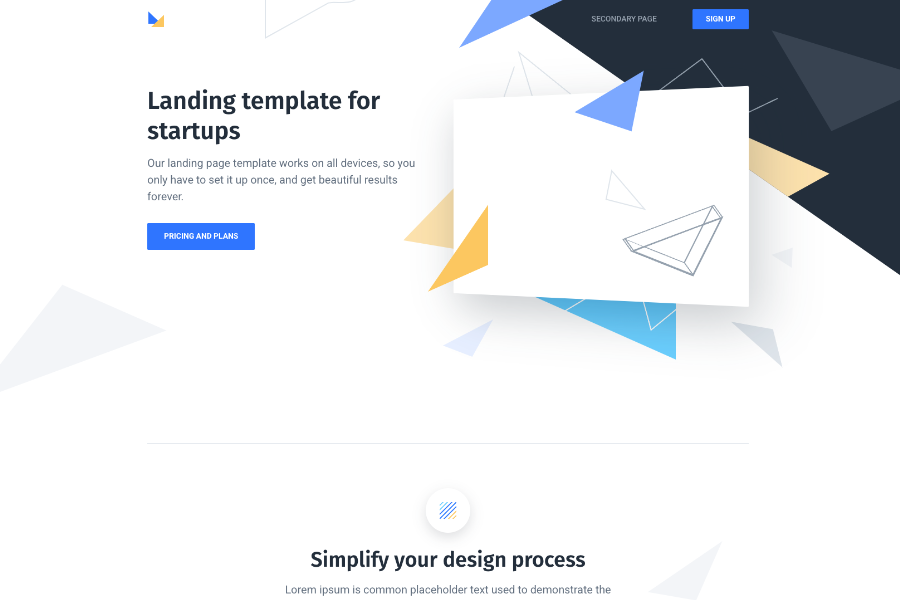 SECONDARY PAGE
SIGN UP
Landing template for
startups
Our landing page template works on all devices, so you
only have to set it up once, and get beautiful results
forever.
PRICING AND PLANS
Simplify your design process
Lorem ipsum is common placeholder text used to demonstrate the